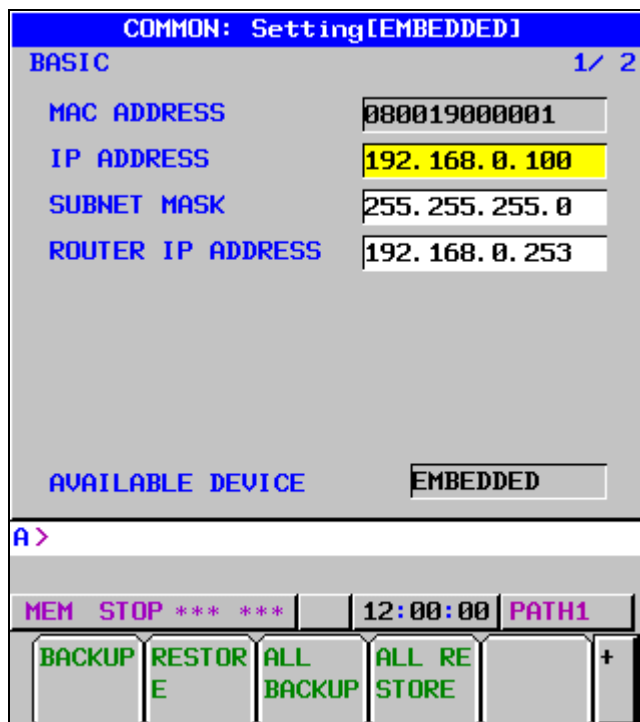 COMMON: Setting[EMBEDDED]
BASIC 1/ 2
MAC ADDRESS 080019000001
IP ADDRESS 192.168.0.100
SUBNET MASK 255.255.255.0
ROUTER IP ADDRESS 192.168.0.253
AVAILABLE DEVICE EMBEDDED
A>
MEM STOP *** *** 12:00:00 PATH1
BACKUP RESTOR ALL ALL RE +
E BACKUP STORE